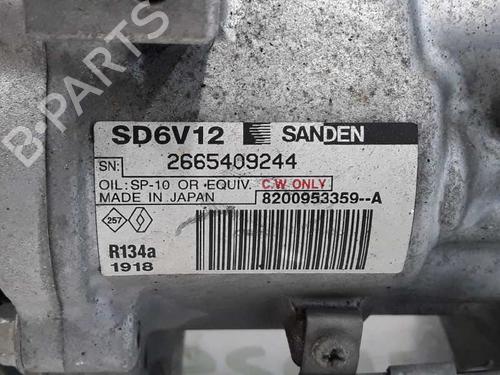 B-PARTS
SD6V12 SANDEN
SN: 2665409244
OIL: SP-10 OR EQUIV. C.W ONLY
MADE IN JAPAN 8200953359--A
257
R134a
1918